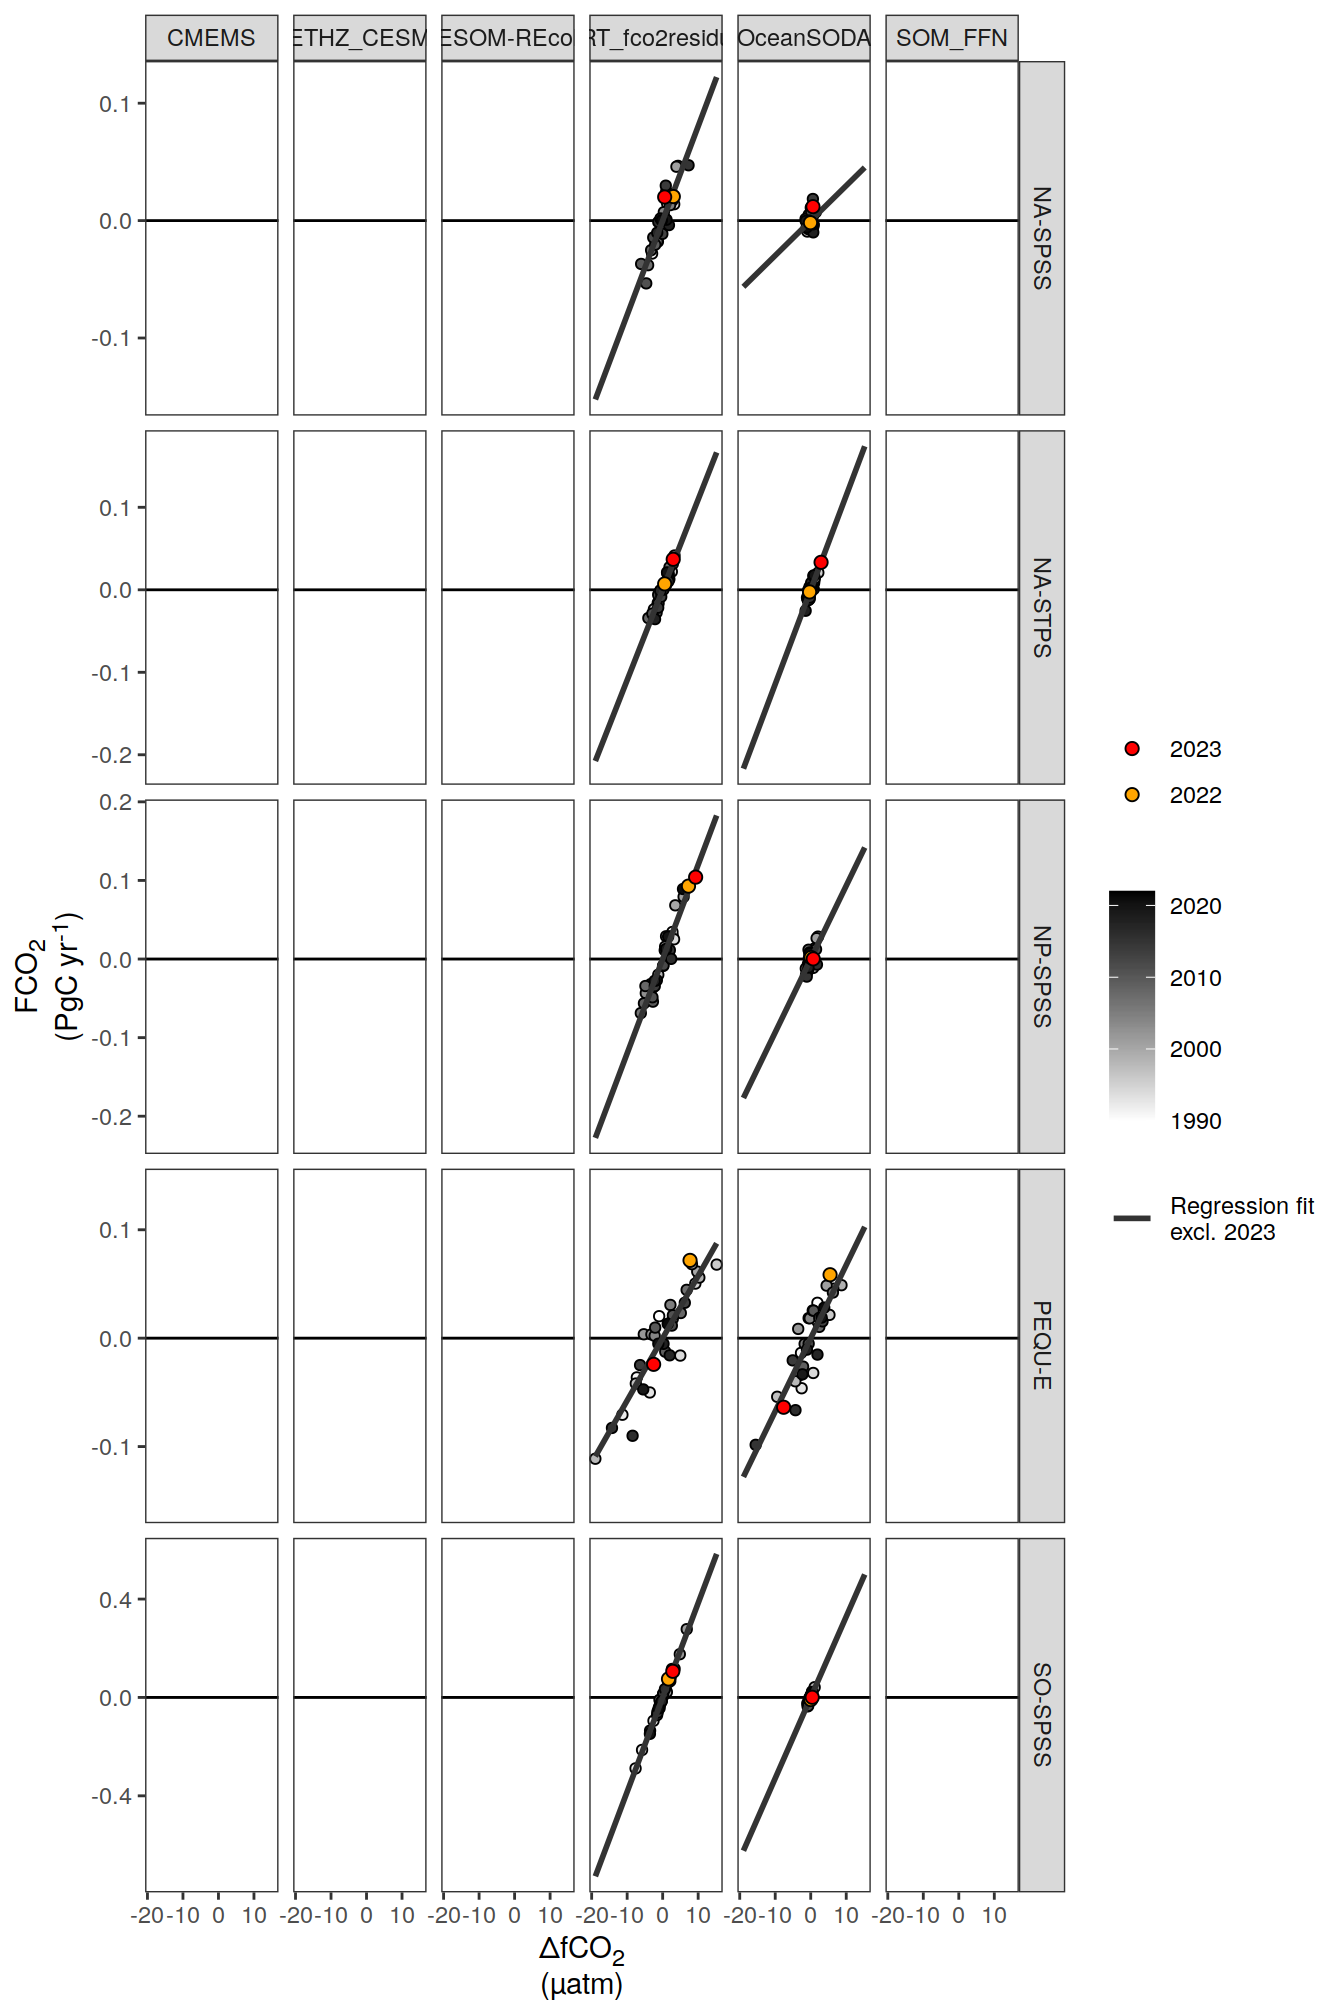 CMEMS ETHZ_CESM ESOM-REco RT_fco2residu OceanSODA SOM_FFN
0.1
0.0
-0.1
NA-SPSS
0.1
0.0
-0.1
-0.2
NA-STPS
0.2
0.1
0.0
-0.1
-0.2
NP-SPSS
0.1
0.0
-0.1
PEQU-E
0.4
0.0
-0.4
SO-SPSS
-20 -10 0 10 -20 -10 0 10 -20 -10 0 10 -20 -10 0 10 -20 -10 0 10 -20 -10 0 10
ΔfCO₂
(µatm)
FCO₂
(PgC yr⁻¹)
2023
2022
2020
2010
2000
1990
Regression fit
excl. 2023